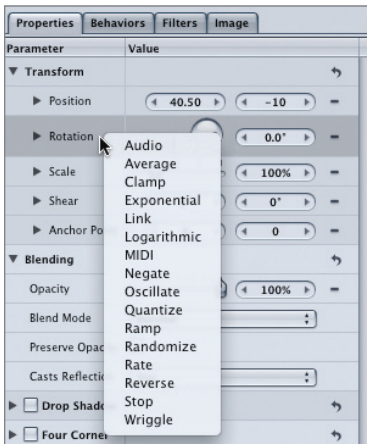 Properties Behaviors Filters Image
Parameter Value
Transform
Position 40.50 -10
Rotation 0.0°
Scale 100%
Shear 0°
Anchor Po 0
Blending
Opacity 100%
Blend Mode
Preserve Opac
Casts Reflectio
Drop Shado
Four Corner
Audio
Average
Clamp
Exponential
Link
Logarithmic
MIDI
Negate
Oscillate
Quantize
Ramp
Randomize
Rate
Reverse
Stop
Wriggle